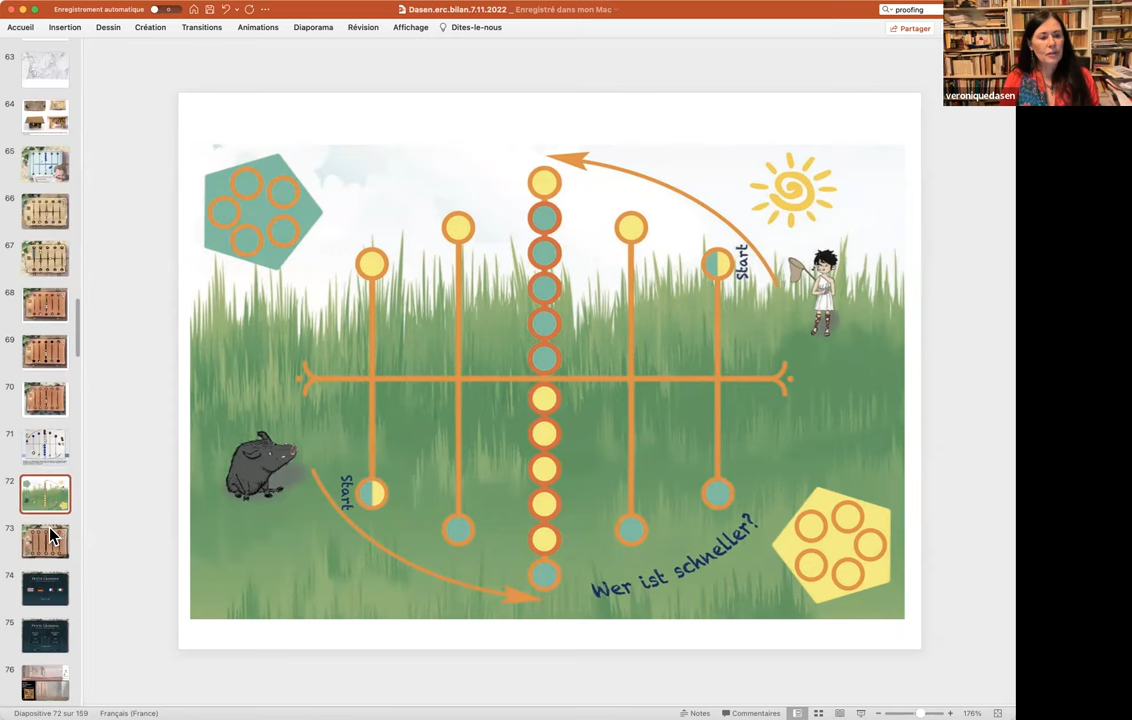 Enregistrement automatique
Dasen.erc.bilan.7.11.2022 _ Enregistré dans mon Mac
proofing
Accueil Insertion Dessin Création Transitions Animations Diaporama Révision Affichage Dites-le-nous
Partager
veroniquedasen
63
64
65
66
67
68
69
70
71
72
73
74
75
76
Start
Start
Wer ist schneller?
Diapositive 72 sur 159 Français (France)
Notes Commentaires 176%